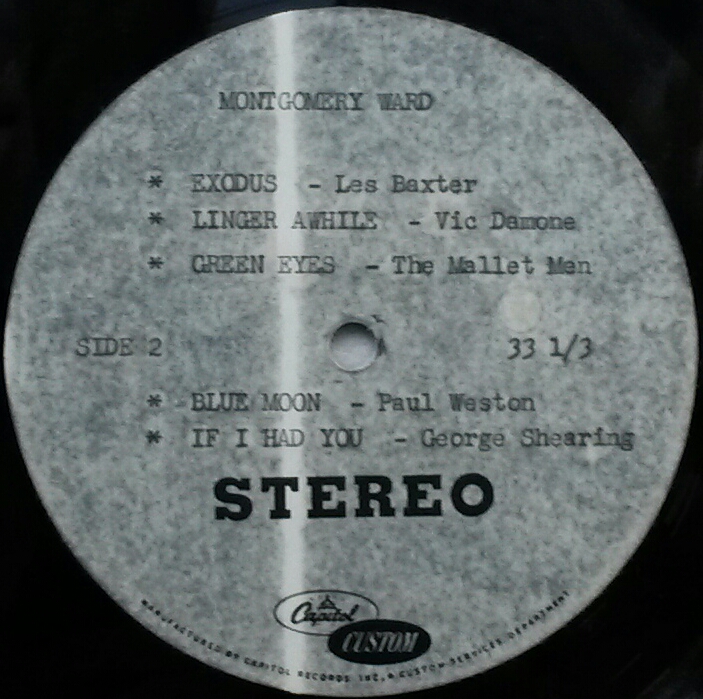 MONTGOMERY WARD
* EXODUS - Les Baxter
* LINGER AWHILE - Vic Damone
* GREEN EYES - The Mallet Men
SIDE 2 33 1/3
* BLUE MOON - Paul Weston
* IF I HAD YOU - George Shearing
STEREO
Capitol
CUSTOM
MANUFACTURED BY CAPITOL RECORDS INC., CUSTOM SERVICES DEPARTMENT